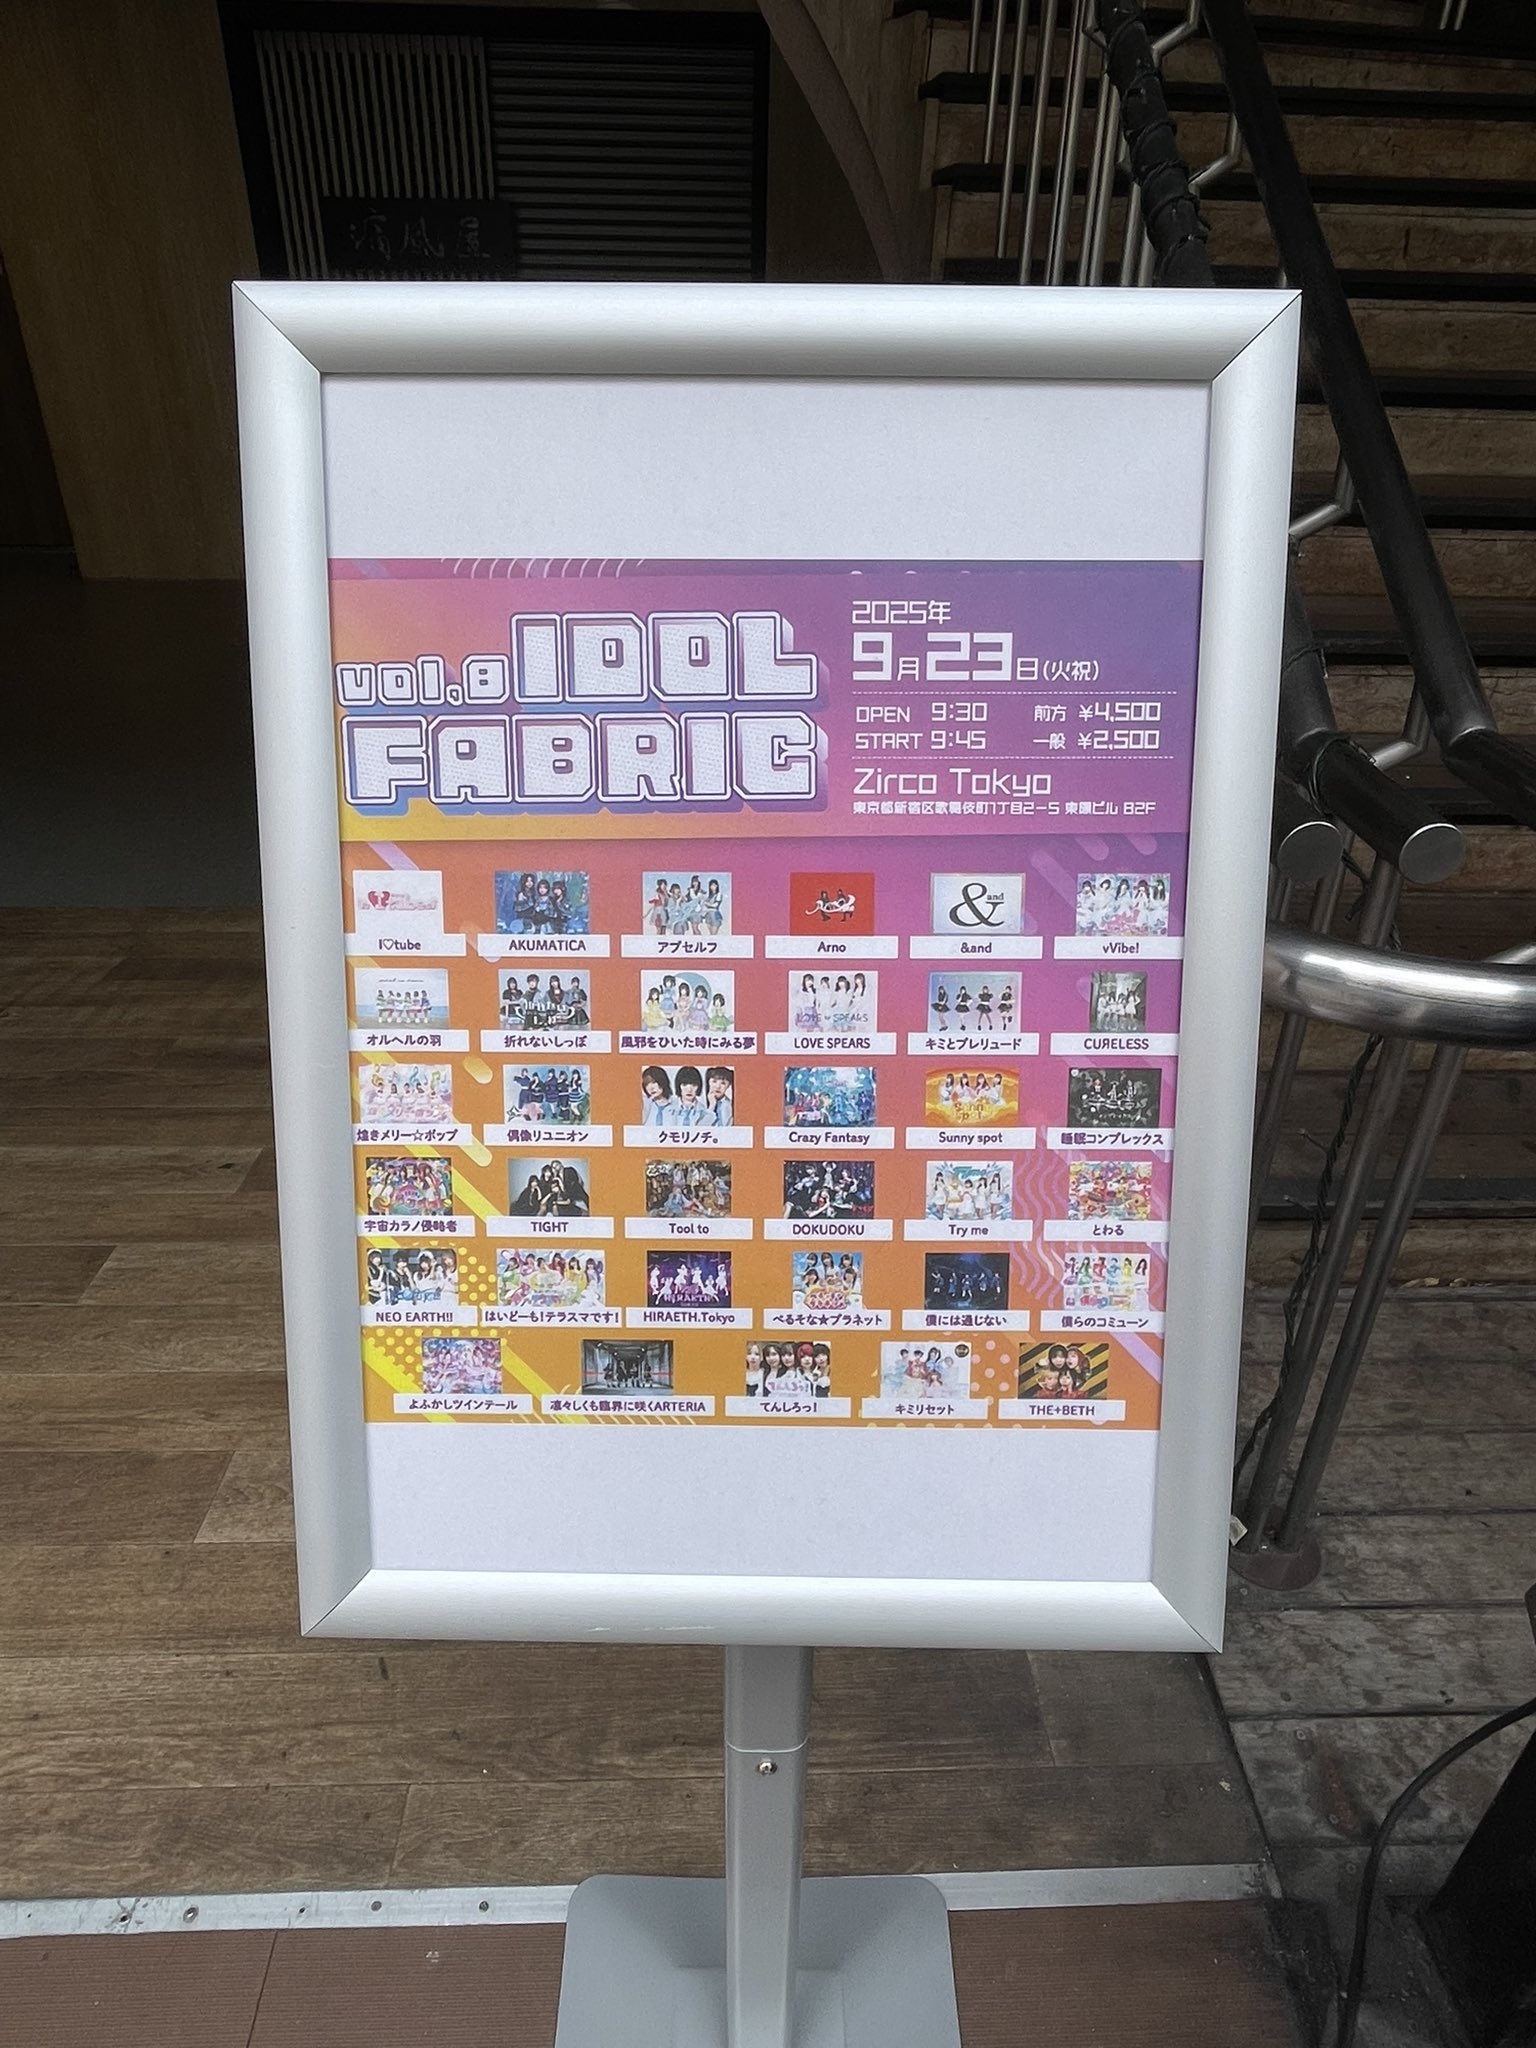 痛風屋
vol.8 IDOL
FABRIC
2025年
9月23日(火祝)
OPEN 9:30 前方 ¥4,500
START 9:45 一般 ¥2,500
Zirco Tokyo
東京都新宿区歌舞伎町1丁目2-5 東陽ビル B2F
I♡tube AKUMATICA アプセルフ Arno &and vVibe!
オルヘルの羽 折れないしっぽ 風邪をひいた時にみる夢 LOVE SPEARS キミとプレリュード CUЯELESS
煌きメリー☆ポップ 偶像リユニオン クモリノチ。 Crazy Fantasy Sunny spot 睡眠コンプレックス
宇宙カラノ侵略者 TIGHT Tool to DOKUDOKU Try me とわる
NEO EARTH!! はいどーも!テラスマです! HIRAETH.Tokyo べるそな★プラネット 僕には通じない 僕らのコミューン
よふかしツインテール 凛々しくも臨界に咲くARTERIA てんしろっ! キミリセット THE+BETH